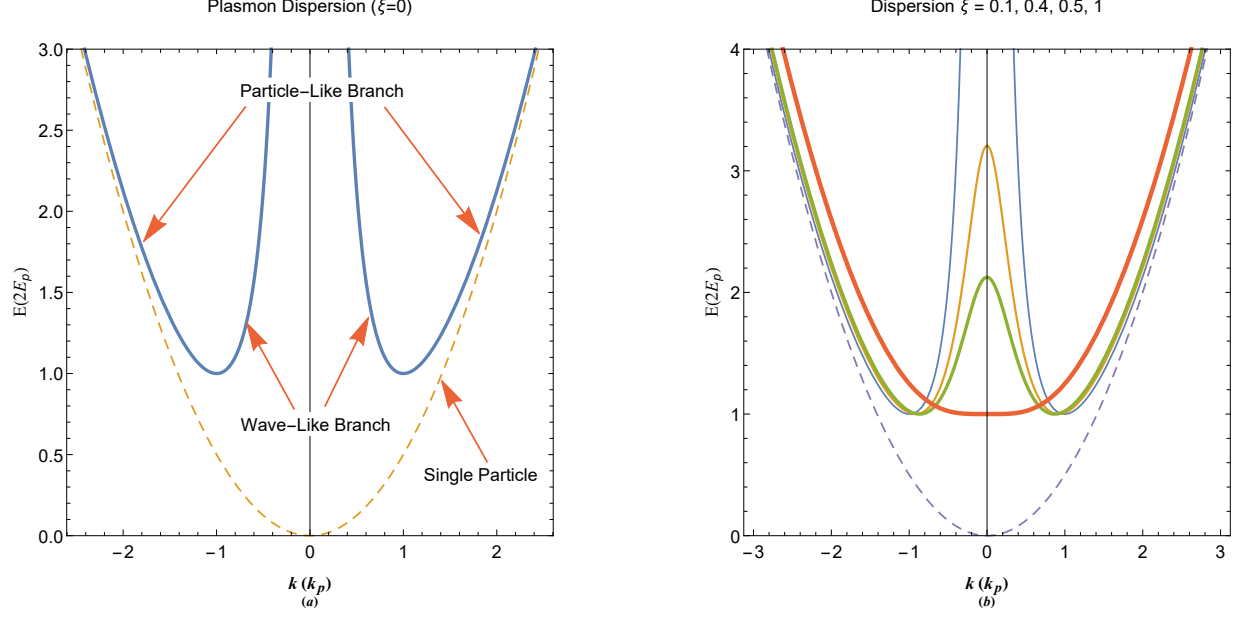 Plasmon Dispersion (ξ=0)
3.0
2.5
2.0
1.5
1.0
0.5
0.0
E(2E_p)
Particle−Like Branch
Wave−Like Branch
Single Particle
−2 −1 0 1 2
k (k_p)
(a)
Dispersion ξ = 0.1, 0.4, 0.5, 1
4
3
2
1
0
E(2E_p)
−3 −2 −1 0 1 2 3
k (k_p)
(b)